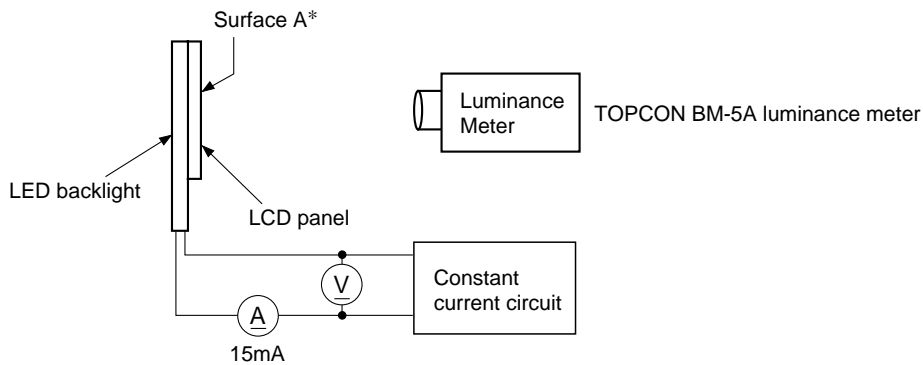 Surface A*
Luminance
Meter
TOPCON BM-5A luminance meter
LED backlight
LCD panel
V
Constant
current circuit
A
15mA